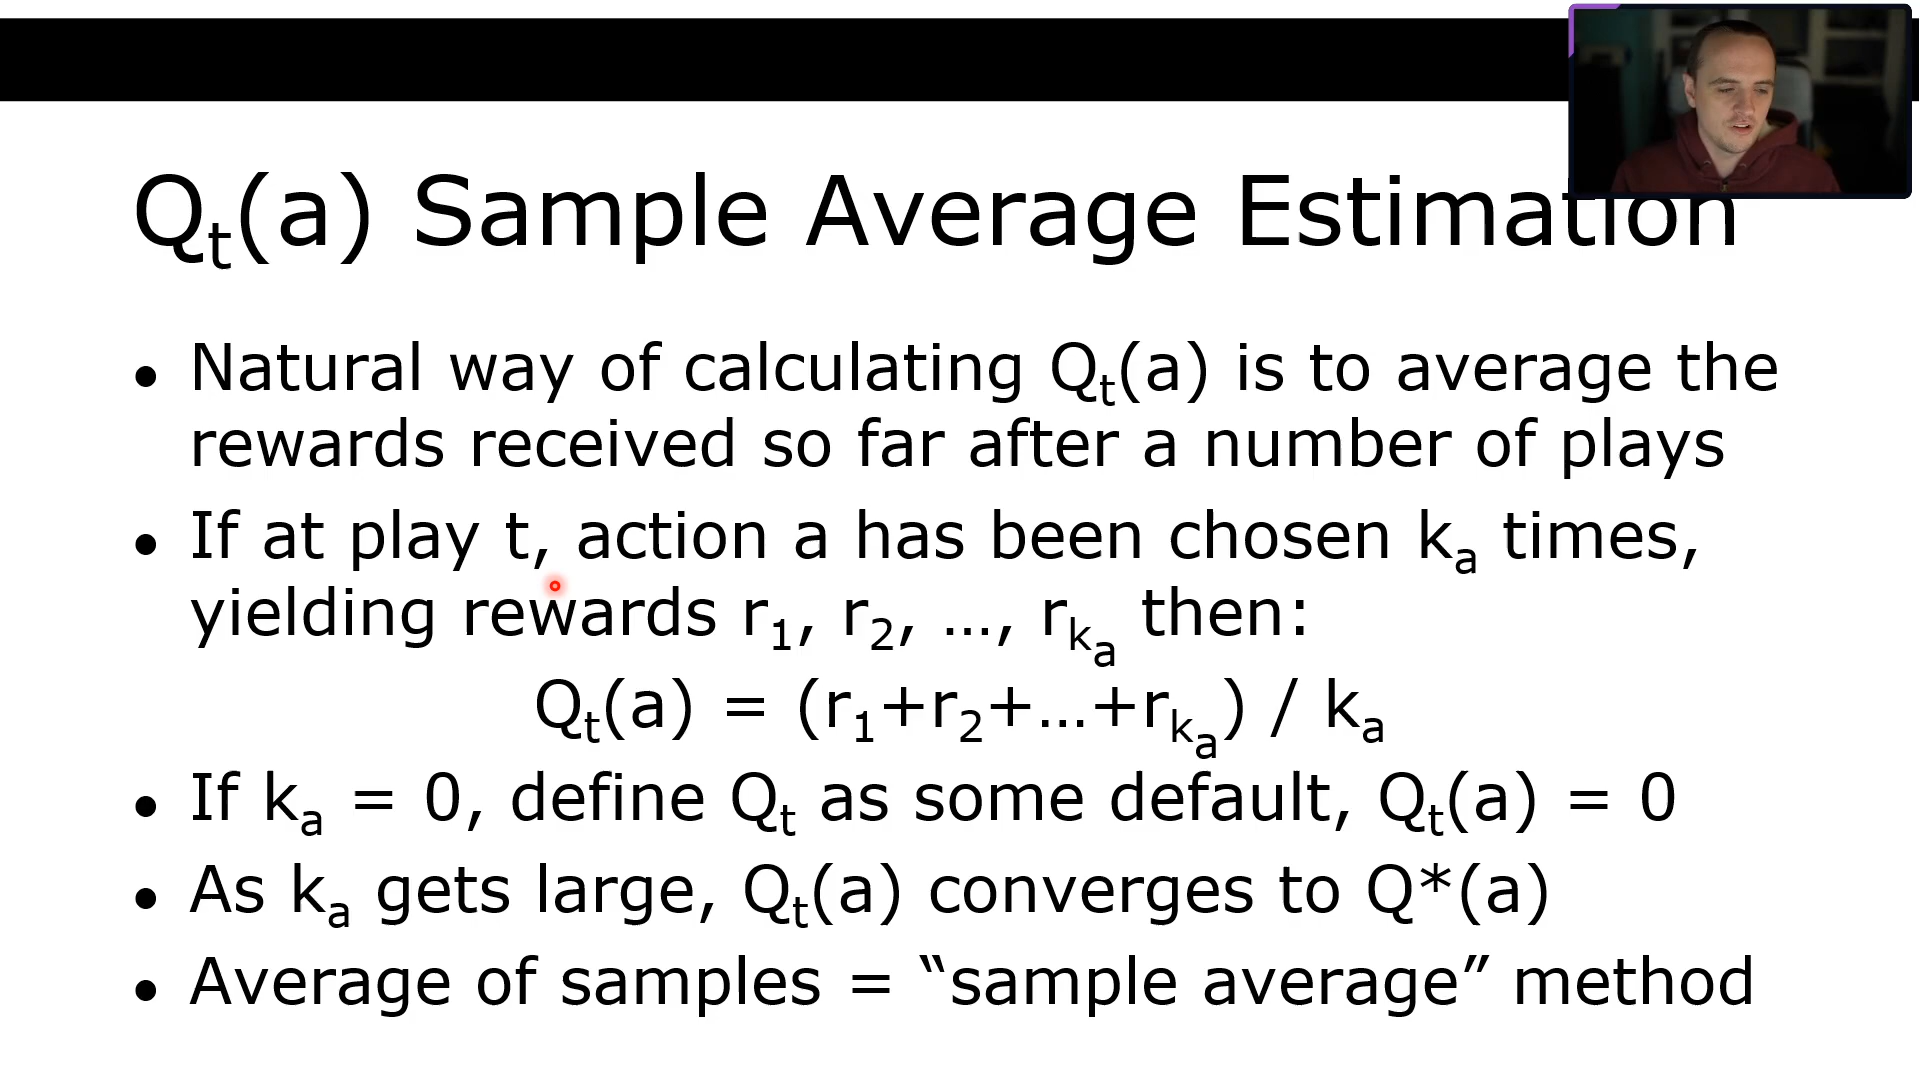 Qt(a) Sample Average Estimation
• Natural way of calculating Qt(a) is to average the
rewards received so far after a number of plays
• If at play t, action a has been chosen ka times,
yielding rewards r1, r2, …, rka then:
Qt(a) = (r1+r2+…+rka) / ka
• If ka = 0, define Qt as some default, Qt(a) = 0
• As ka gets large, Qt(a) converges to Q*(a)
• Average of samples = “sample average” method